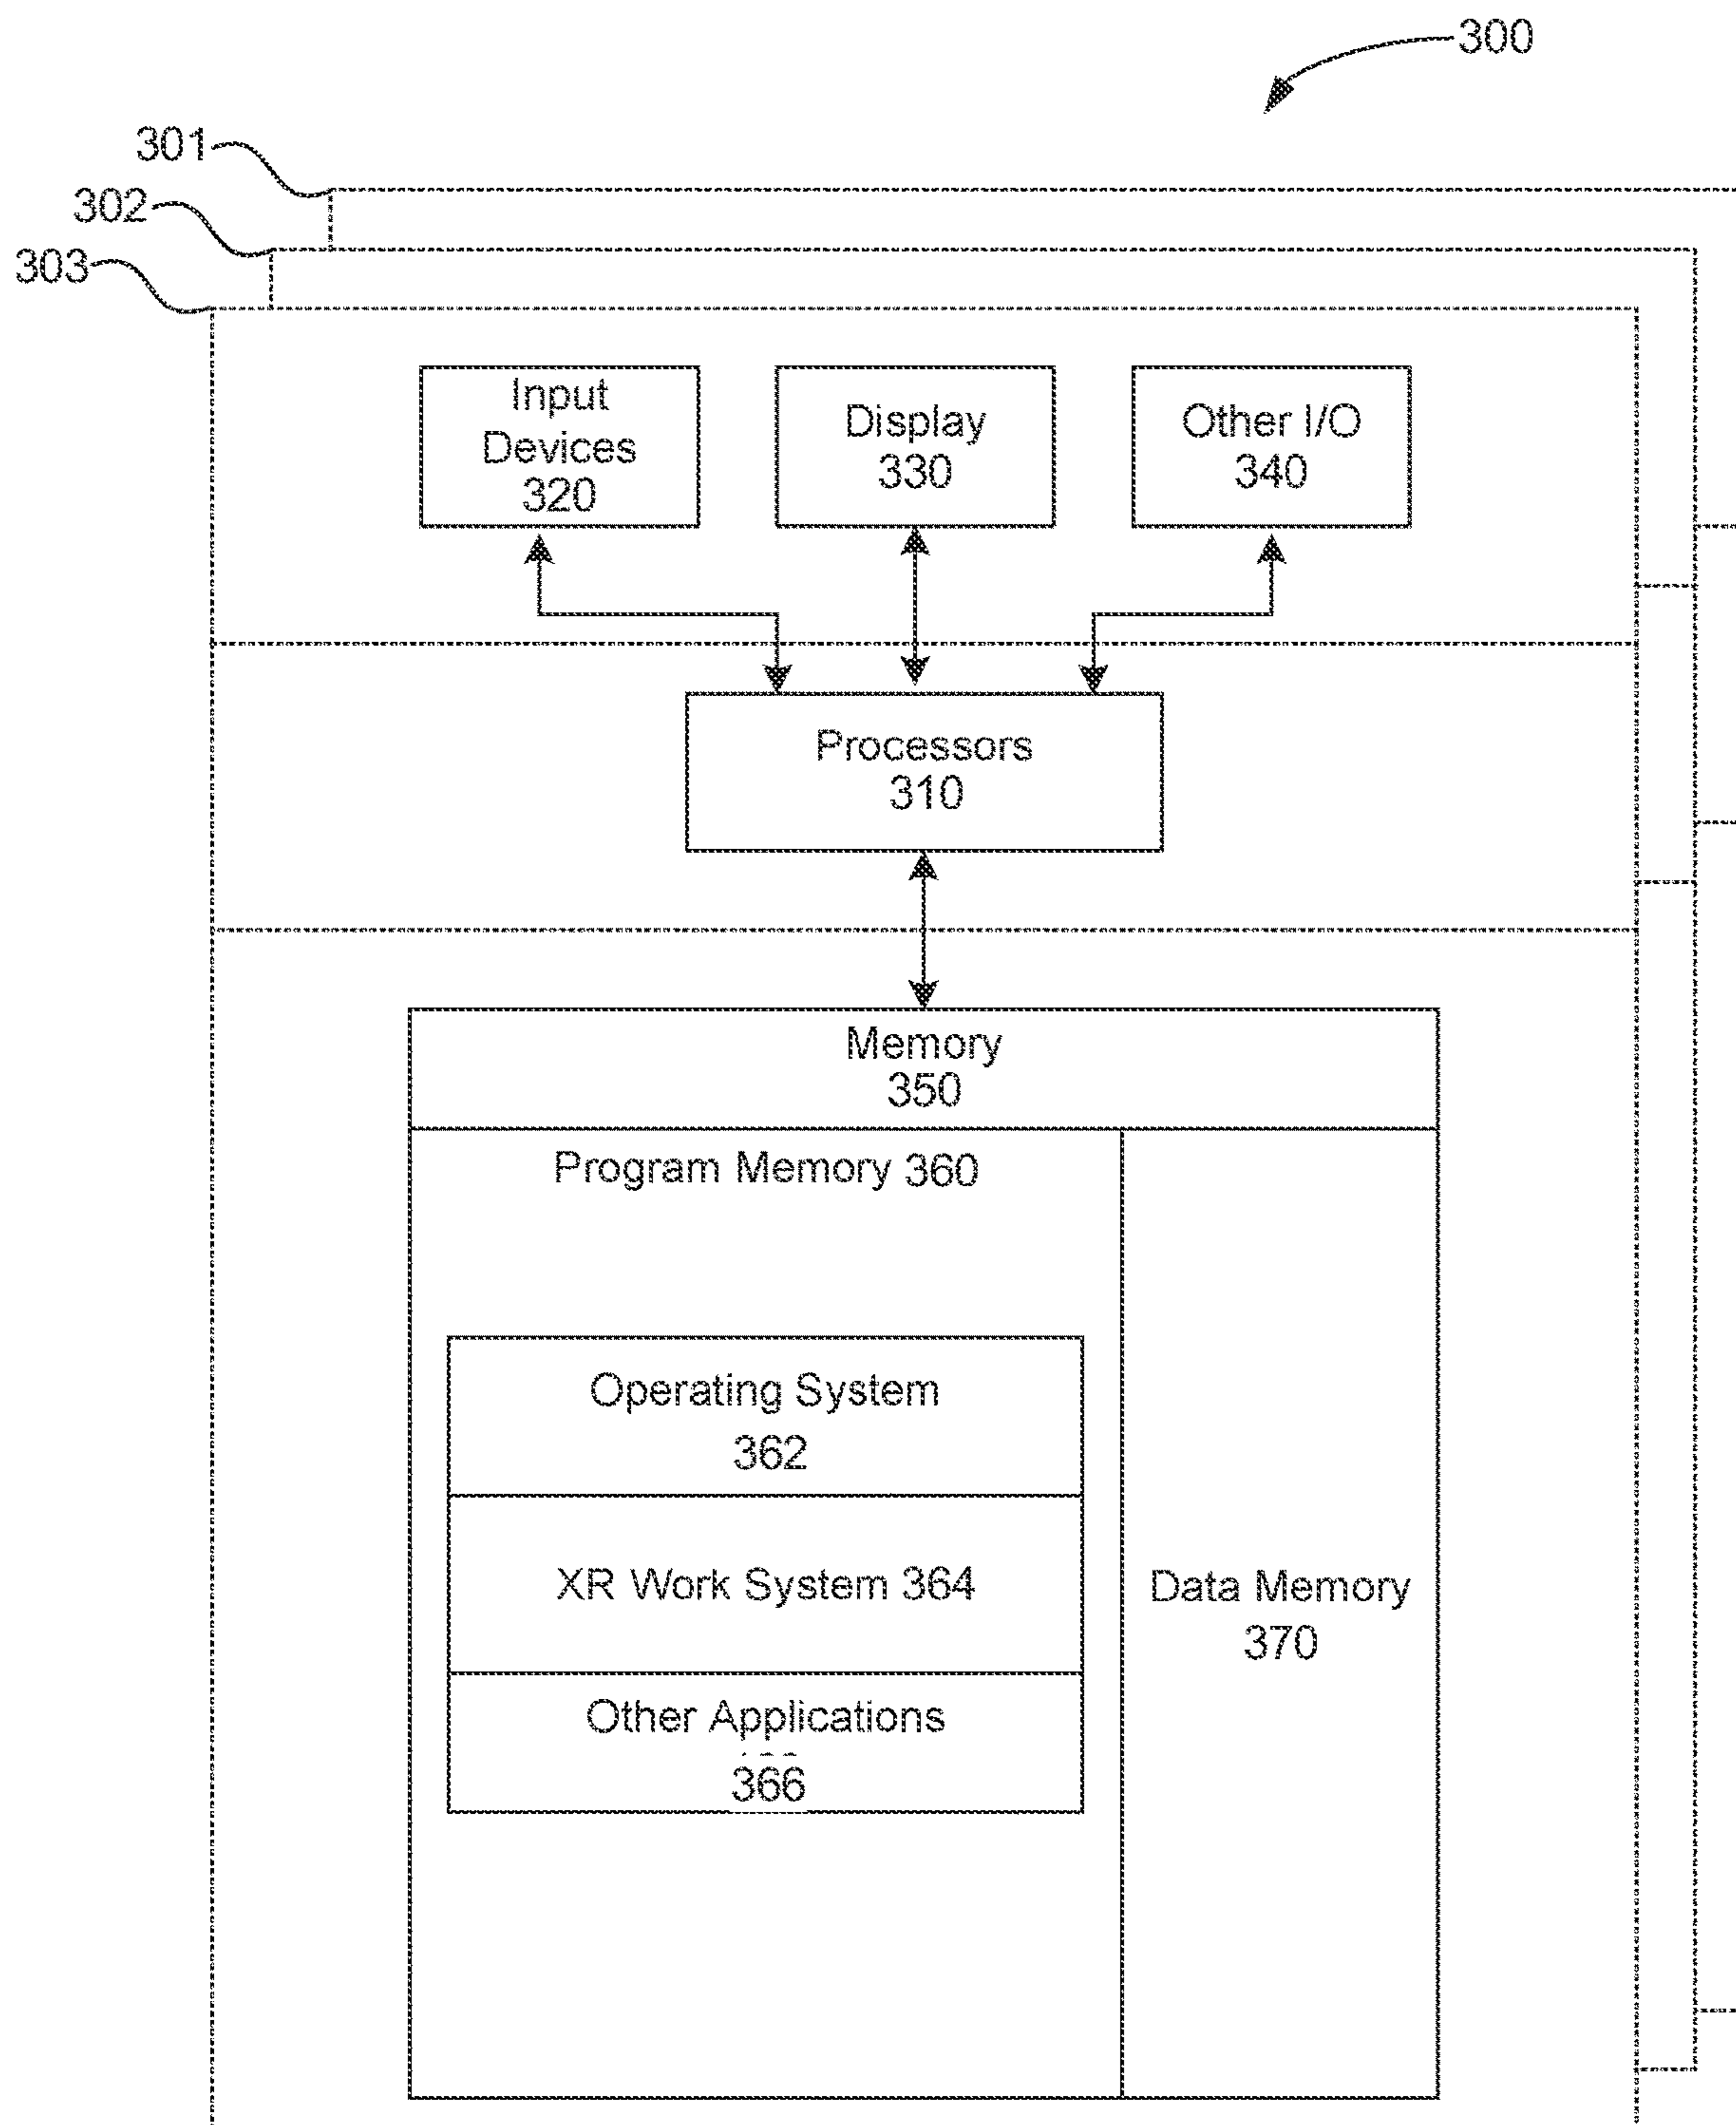 300
301
302
303
Input
Devices
320
Display
330
Other I/O
340
Processors
310
Memory
350
Program Memory 360
Operating System
362
XR Work System 364
Other Applications
366
Data Memory
370